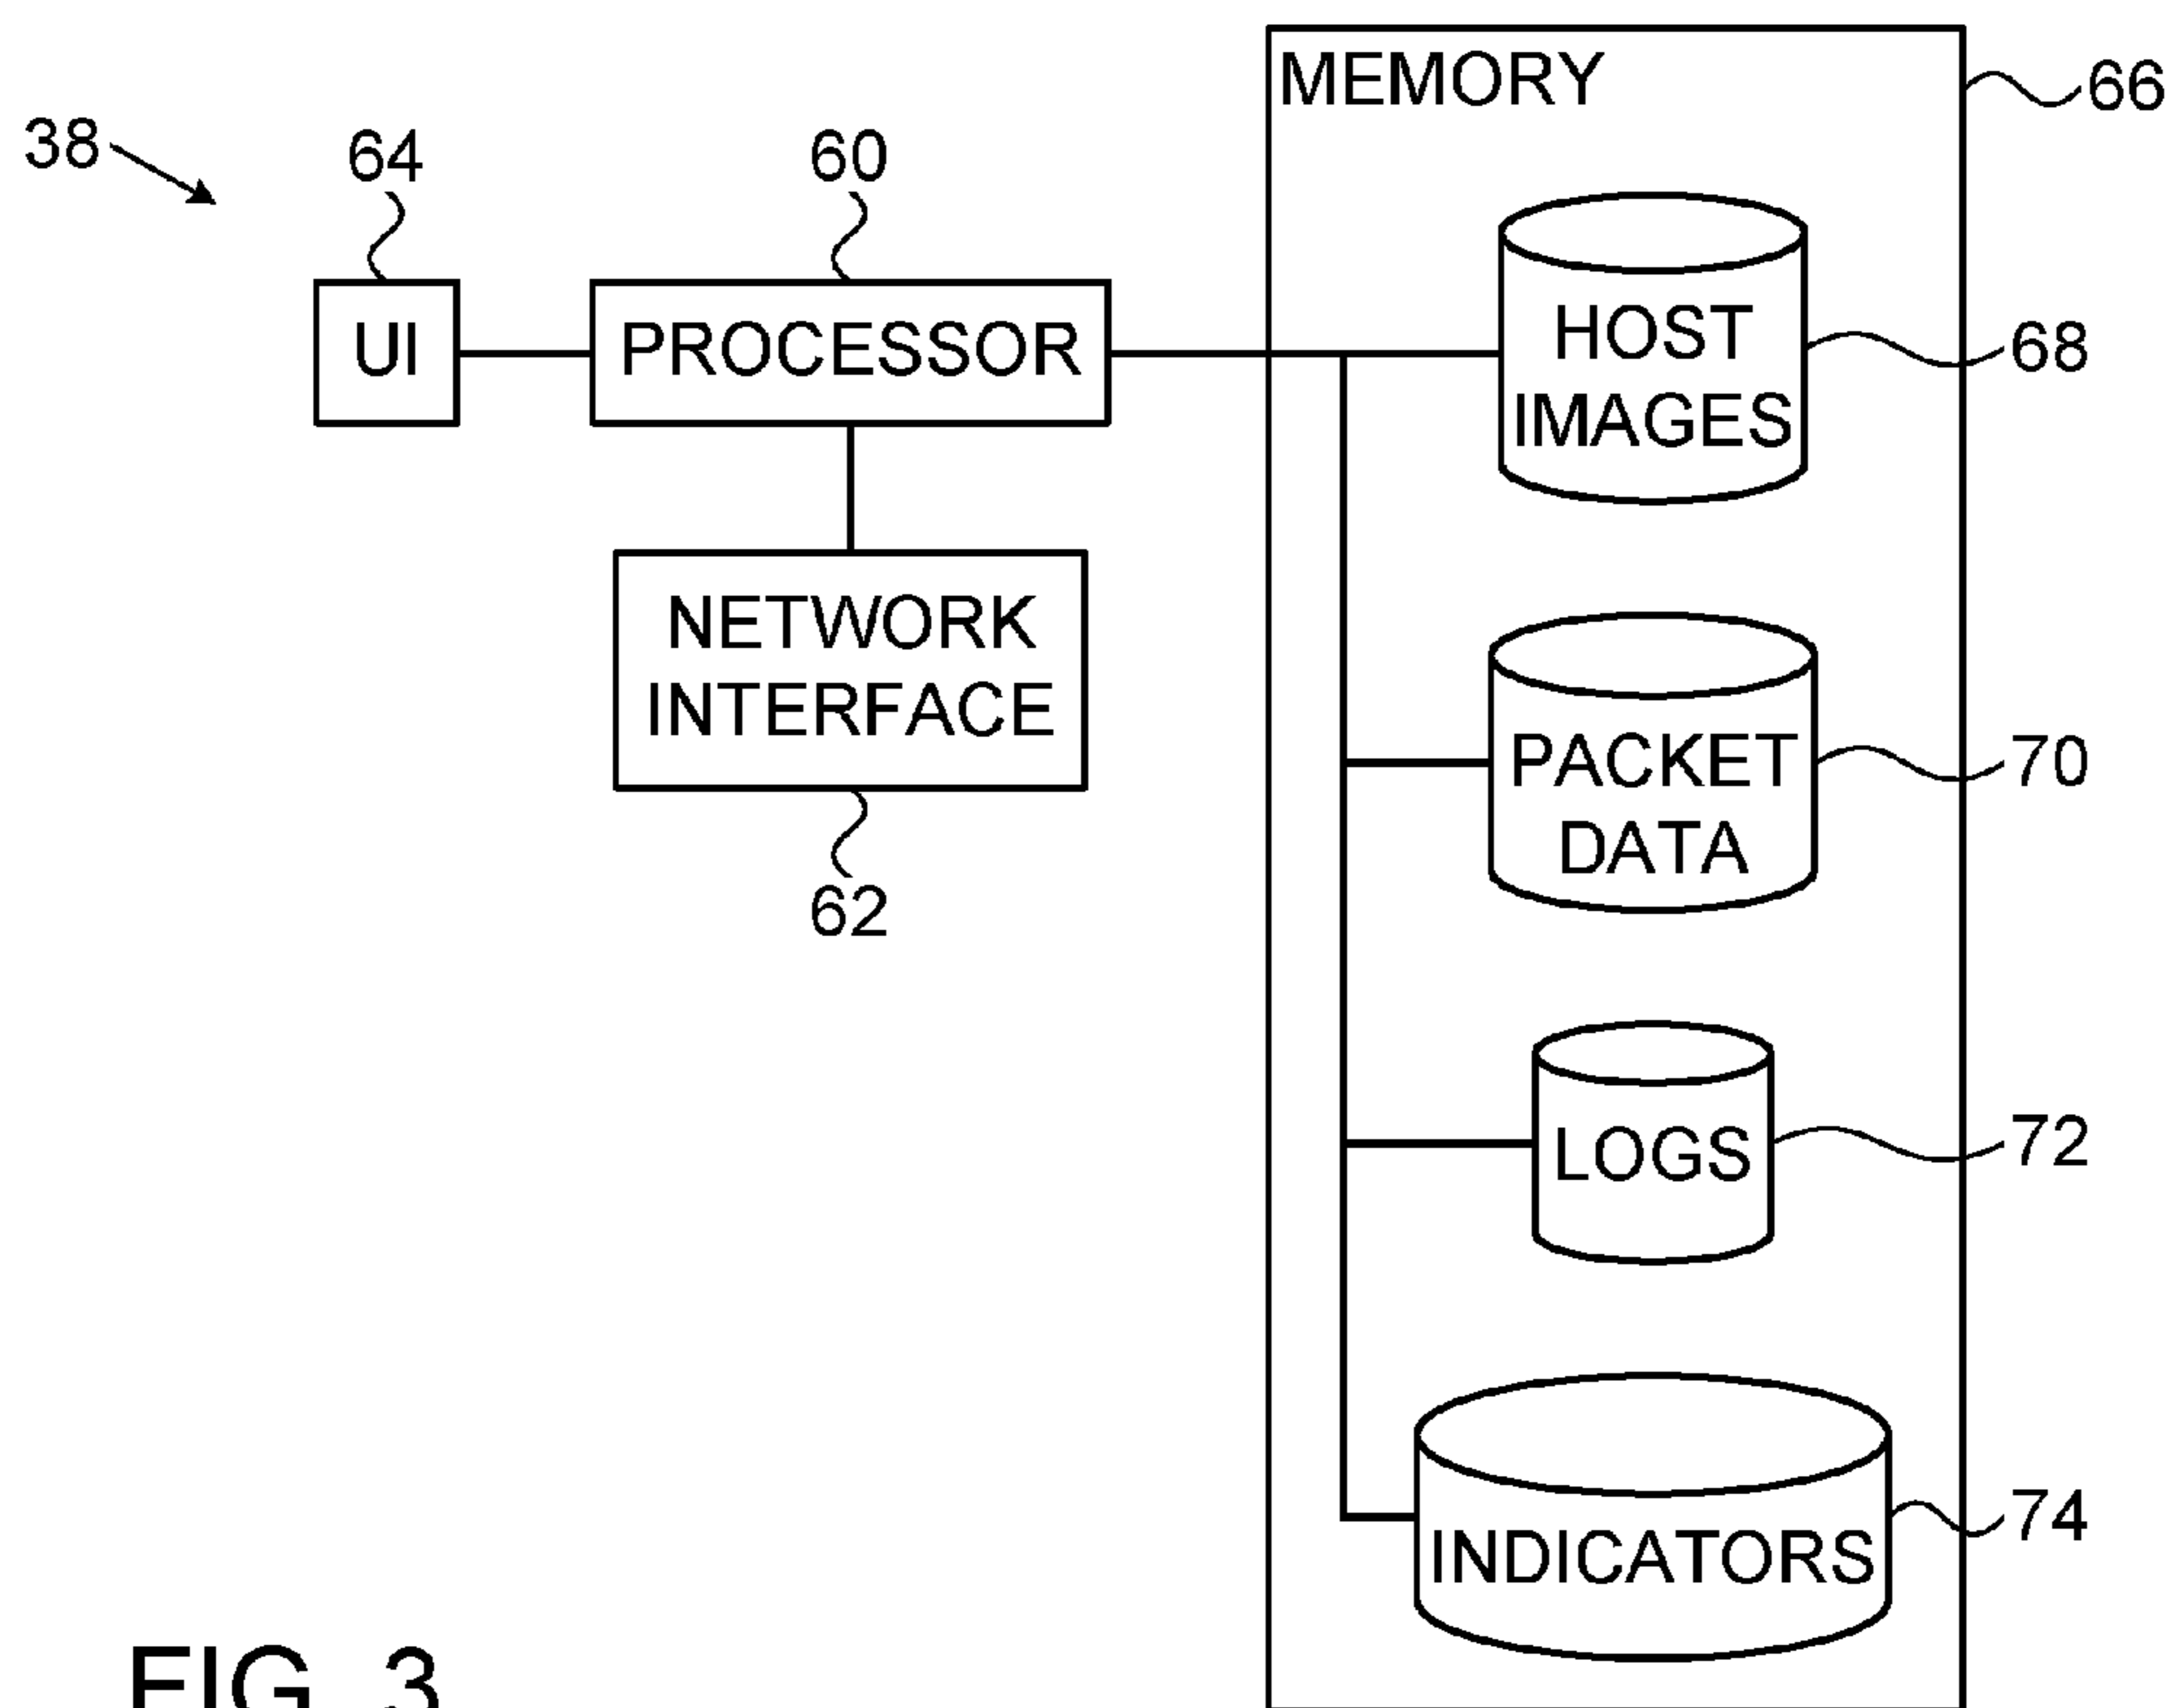 MEMORY
66
38
64
60
UI
PROCESSOR
HOST
IMAGES
68
NETWORK
INTERFACE
62
PACKET
DATA
70
LOGS
72
INDICATORS
74
FIG. 3